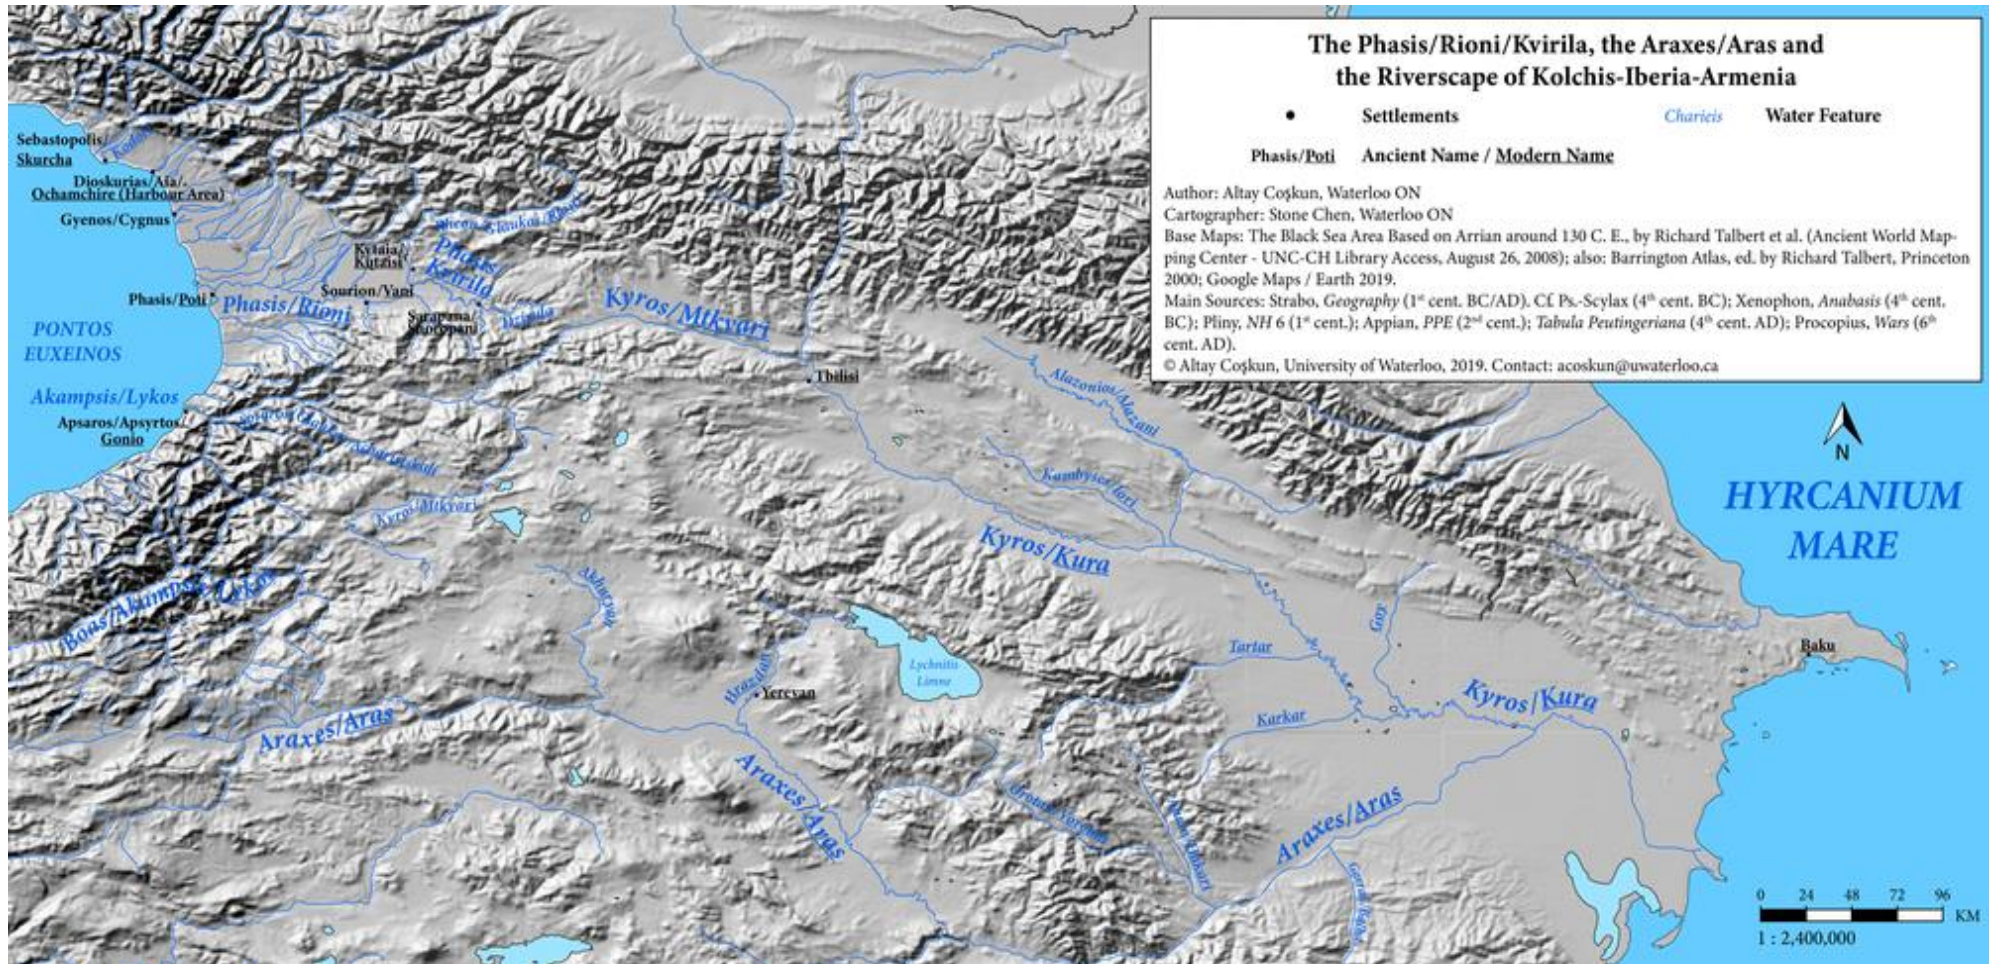 The Phasis/Rioni/Kvirila, the Araxes/Aras and
the Riverscape of Kolchis-Iberia-Armenia
Settlements
Charieis
Water Feature
Phasis/Poti
Ancient Name / Modern Name
Author: Altay Coşkun, Waterloo ON
Cartographer: Stone Chen, Waterloo ON
Base Maps: The Black Sea Area Based on Arrian around 130 C. E., by Richard Talbert et al. (Ancient World Map-
ping Center - UNC-CH Library Access, August 26, 2008); also: Barrington Atlas, ed. by Richard Talbert, Princeton
2000; Google Maps / Earth 2019.
Main Sources: Strabo, Geography (1st cent. BC/AD). Cf. Ps.-Scylax (4th cent. BC); Xenophon, Anabasis (4th cent.
BC); Pliny, NH 6 (1st cent.); Appian, PPE (2nd cent.); Tabula Peutingeriana (4th cent. AD); Procopius, Wars (6th
cent. AD).
© Altay Coşkun, University of Waterloo, 2019. Contact: acoskun@uwaterloo.ca
Sebastopolis/
Skurcha
Dioskurias/Aia/
Ochamchire (Harbour Area)
Gyenos/Cygnus
Kytaia/
Kutaisi
Phasis/
Kvirila
Sourion/Vani
Phasis/Poti
Phasis/Rioni
Sarapana/
Shoropani
Dzirula
Kyros/Mtkvari
PONTOS
EUXEINOS
Tbilisi
Alazonios/Alazani
Akampsis/Lykos
Apsaros/Apsyrtos/
Gonio
Kambyses/Iori
Kyros/Mtkvari
N
HYRCANIUM
MARE
Kyros/Kura
Boas/Akampsis/Lykos
Akhuryan
Goy
Tartar
Baku
Lychnitis
Limne
Hrazdan
Yerevan
Kyros/Kura
Karkar
Araxes/Aras
Araxes/Aras
Araxes/Aras
0 24 48 72 96
KM
1 : 2,400,000